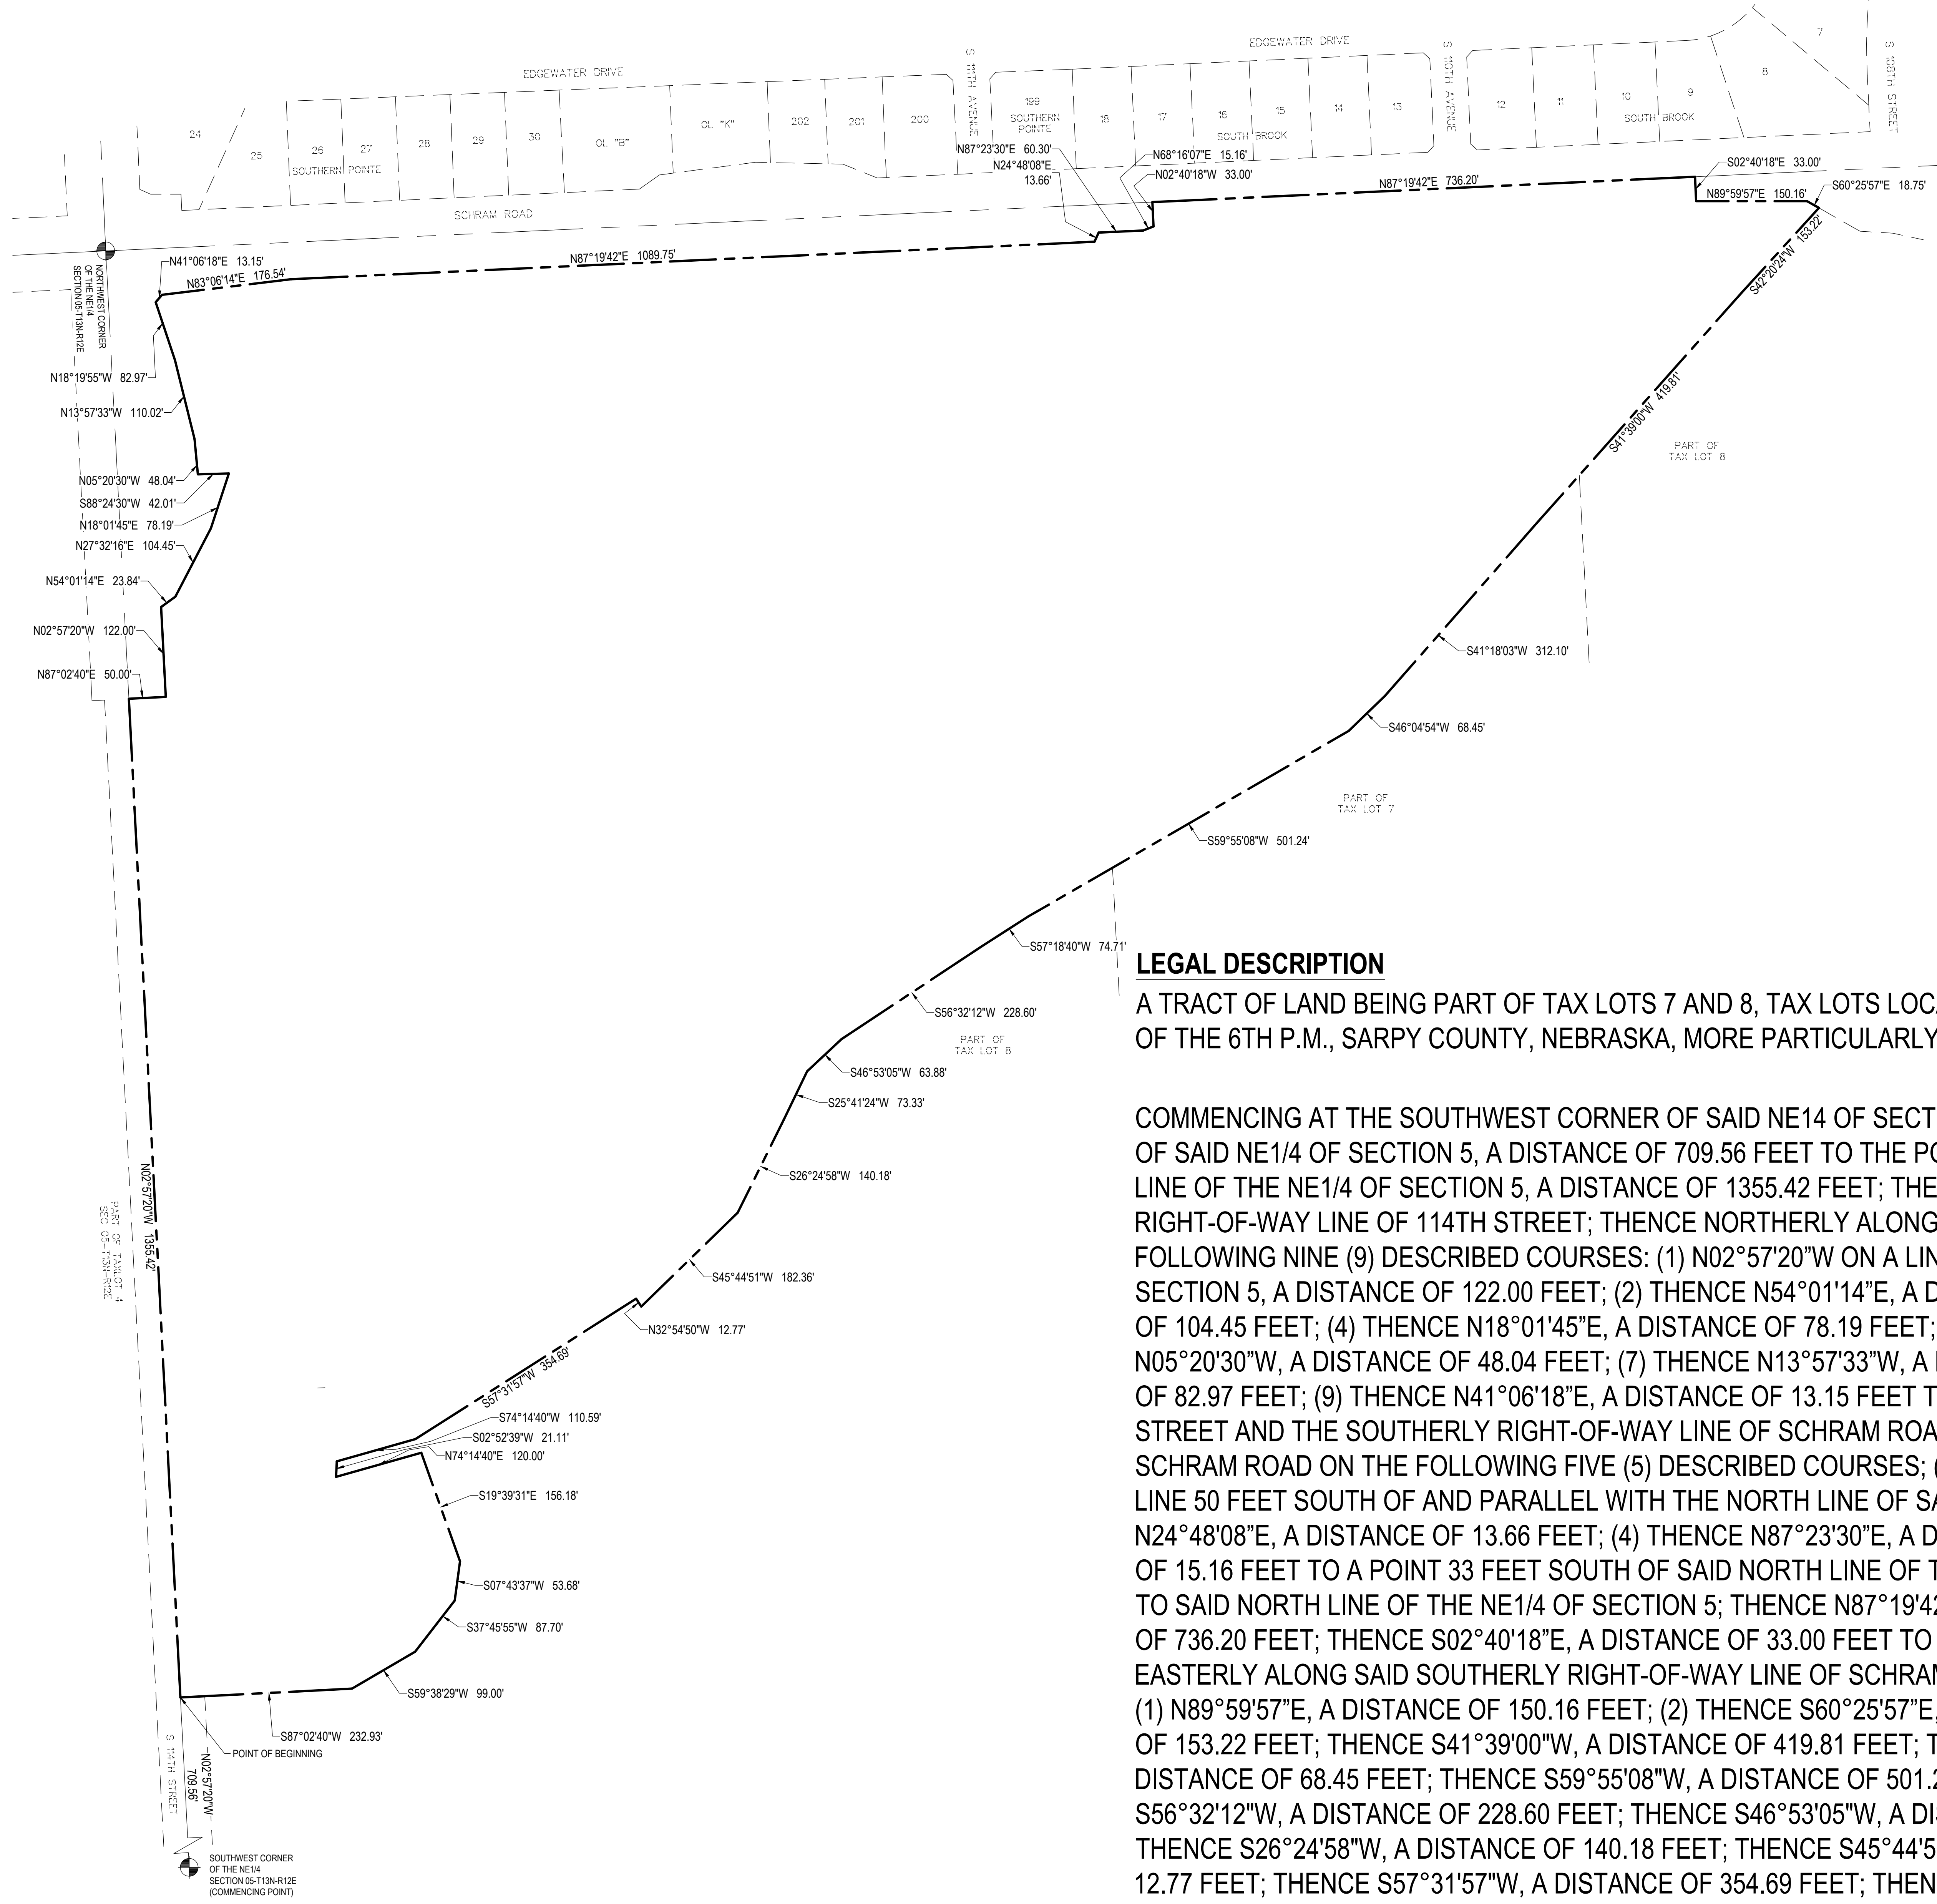 EDGEWATER DRIVE
EDGEWATER DRIVE
S 111TH AVENUE
S 110TH AVENUE
S 108TH STREET
24
25
26
27
28
29
30
OL "B"
OL "K"
202
201
200
199
18
17
16
15
14
13
12
11
10
9
8
7
SOUTHERN POINTE
SOUTHERN
POINTE
SOUTH BROOK
SOUTH BROOK
SCHRAM ROAD
N87°23'30"E 60.30'
N24°48'08"E
13.66'
N68°16'07"E 15.16'
N02°40'18"W 33.00'
N87°19'42"E 736.20'
S02°40'18"E 33.00'
N89°59'57"E 150.16'
S60°25'57"E 18.75'
S42°20'24"W 153.22'
N87°19'42"E 1089.75'
N41°06'18"E 13.15'
N83°06'14"E 176.54'
NORTHWEST CORNER
OF THE NE1/4
SECTION 05-T13N-R12E
N18°19'55"W 82.97'
N13°57'33"W 110.02'
N05°20'30"W 48.04'
S88°24'30"W 42.01'
N18°01'45"E 78.19'
N27°32'16"E 104.45'
N54°01'14"E 23.84'
N02°57'20"W 122.00'
N87°02'40"E 50.00'
S41°39'00"W 419.81'
PART OF
TAX LOT 8
S41°18'03"W 312.10'
S46°04'54"W 68.45'
PART OF
TAX LOT 7
S59°55'08"W 501.24'
S57°18'40"W 74.71'
S56°32'12"W 228.60'
PART OF
TAX LOT 8
S46°53'05"W 63.88'
S25°41'24"W 73.33'
S26°24'58"W 140.18'
S45°44'51"W 182.36'
N32°54'50"W 12.77'
S57°31'57"W 354.69'
S74°14'40"W 110.59'
S02°52'39"W 21.11'
N74°14'40"E 120.00'
S19°39'31"E 156.18'
S07°43'37"W 53.68'
S37°45'55"W 87.70'
S59°38'29"W 99.00'
S87°02'40"W 232.93'
POINT OF BEGINNING
N02°57'20"W 1355.42'
PART OF TAXLOT 4
SEC 05-T13N-R12E
S 114TH STREET
N02°57'20"W
709.56'
SOUTHWEST CORNER
OF THE NE1/4
SECTION 05-T13N-R12E
(COMMENCING POINT)
LEGAL DESCRIPTION
A TRACT OF LAND BEING PART OF TAX LOTS 7 AND 8, TAX LOTS LOCA
OF THE 6TH P.M., SARPY COUNTY, NEBRASKA, MORE PARTICULARLY
COMMENCING AT THE SOUTHWEST CORNER OF SAID NE14 OF SECT
OF SAID NE1/4 OF SECTION 5, A DISTANCE OF 709.56 FEET TO THE PO
LINE OF THE NE1/4 OF SECTION 5, A DISTANCE OF 1355.42 FEET; THE
RIGHT-OF-WAY LINE OF 114TH STREET; THENCE NORTHERLY ALONG
FOLLOWING NINE (9) DESCRIBED COURSES: (1) N02°57'20”W ON A LIN
SECTION 5, A DISTANCE OF 122.00 FEET; (2) THENCE N54°01'14”E, A D
OF 104.45 FEET; (4) THENCE N18°01'45”E, A DISTANCE OF 78.19 FEET;
N05°20'30”W, A DISTANCE OF 48.04 FEET; (7) THENCE N13°57'33”W, A
OF 82.97 FEET; (9) THENCE N41°06'18”E, A DISTANCE OF 13.15 FEET T
STREET AND THE SOUTHERLY RIGHT-OF-WAY LINE OF SCHRAM ROA
SCHRAM ROAD ON THE FOLLOWING FIVE (5) DESCRIBED COURSES; (
LINE 50 FEET SOUTH OF AND PARALLEL WITH THE NORTH LINE OF SA
N24°48'08”E, A DISTANCE OF 13.66 FEET; (4) THENCE N87°23'30”E, A D
OF 15.16 FEET TO A POINT 33 FEET SOUTH OF SAID NORTH LINE OF T
TO SAID NORTH LINE OF THE NE1/4 OF SECTION 5; THENCE N87°19'42
OF 736.20 FEET; THENCE S02°40'18”E, A DISTANCE OF 33.00 FEET TO
EASTERLY ALONG SAID SOUTHERLY RIGHT-OF-WAY LINE OF SCHRAM
(1) N89°59'57”E, A DISTANCE OF 150.16 FEET; (2) THENCE S60°25'57”E,
OF 153.22 FEET; THENCE S41°39'00"W, A DISTANCE OF 419.81 FEET; T
DISTANCE OF 68.45 FEET; THENCE S59°55'08"W, A DISTANCE OF 501.2
S56°32'12"W, A DISTANCE OF 228.60 FEET; THENCE S46°53'05"W, A DIS
THENCE S26°24'58"W, A DISTANCE OF 140.18 FEET; THENCE S45°44'5
12.77 FEET; THENCE S57°31'57"W, A DISTANCE OF 354.69 FEET; THEN